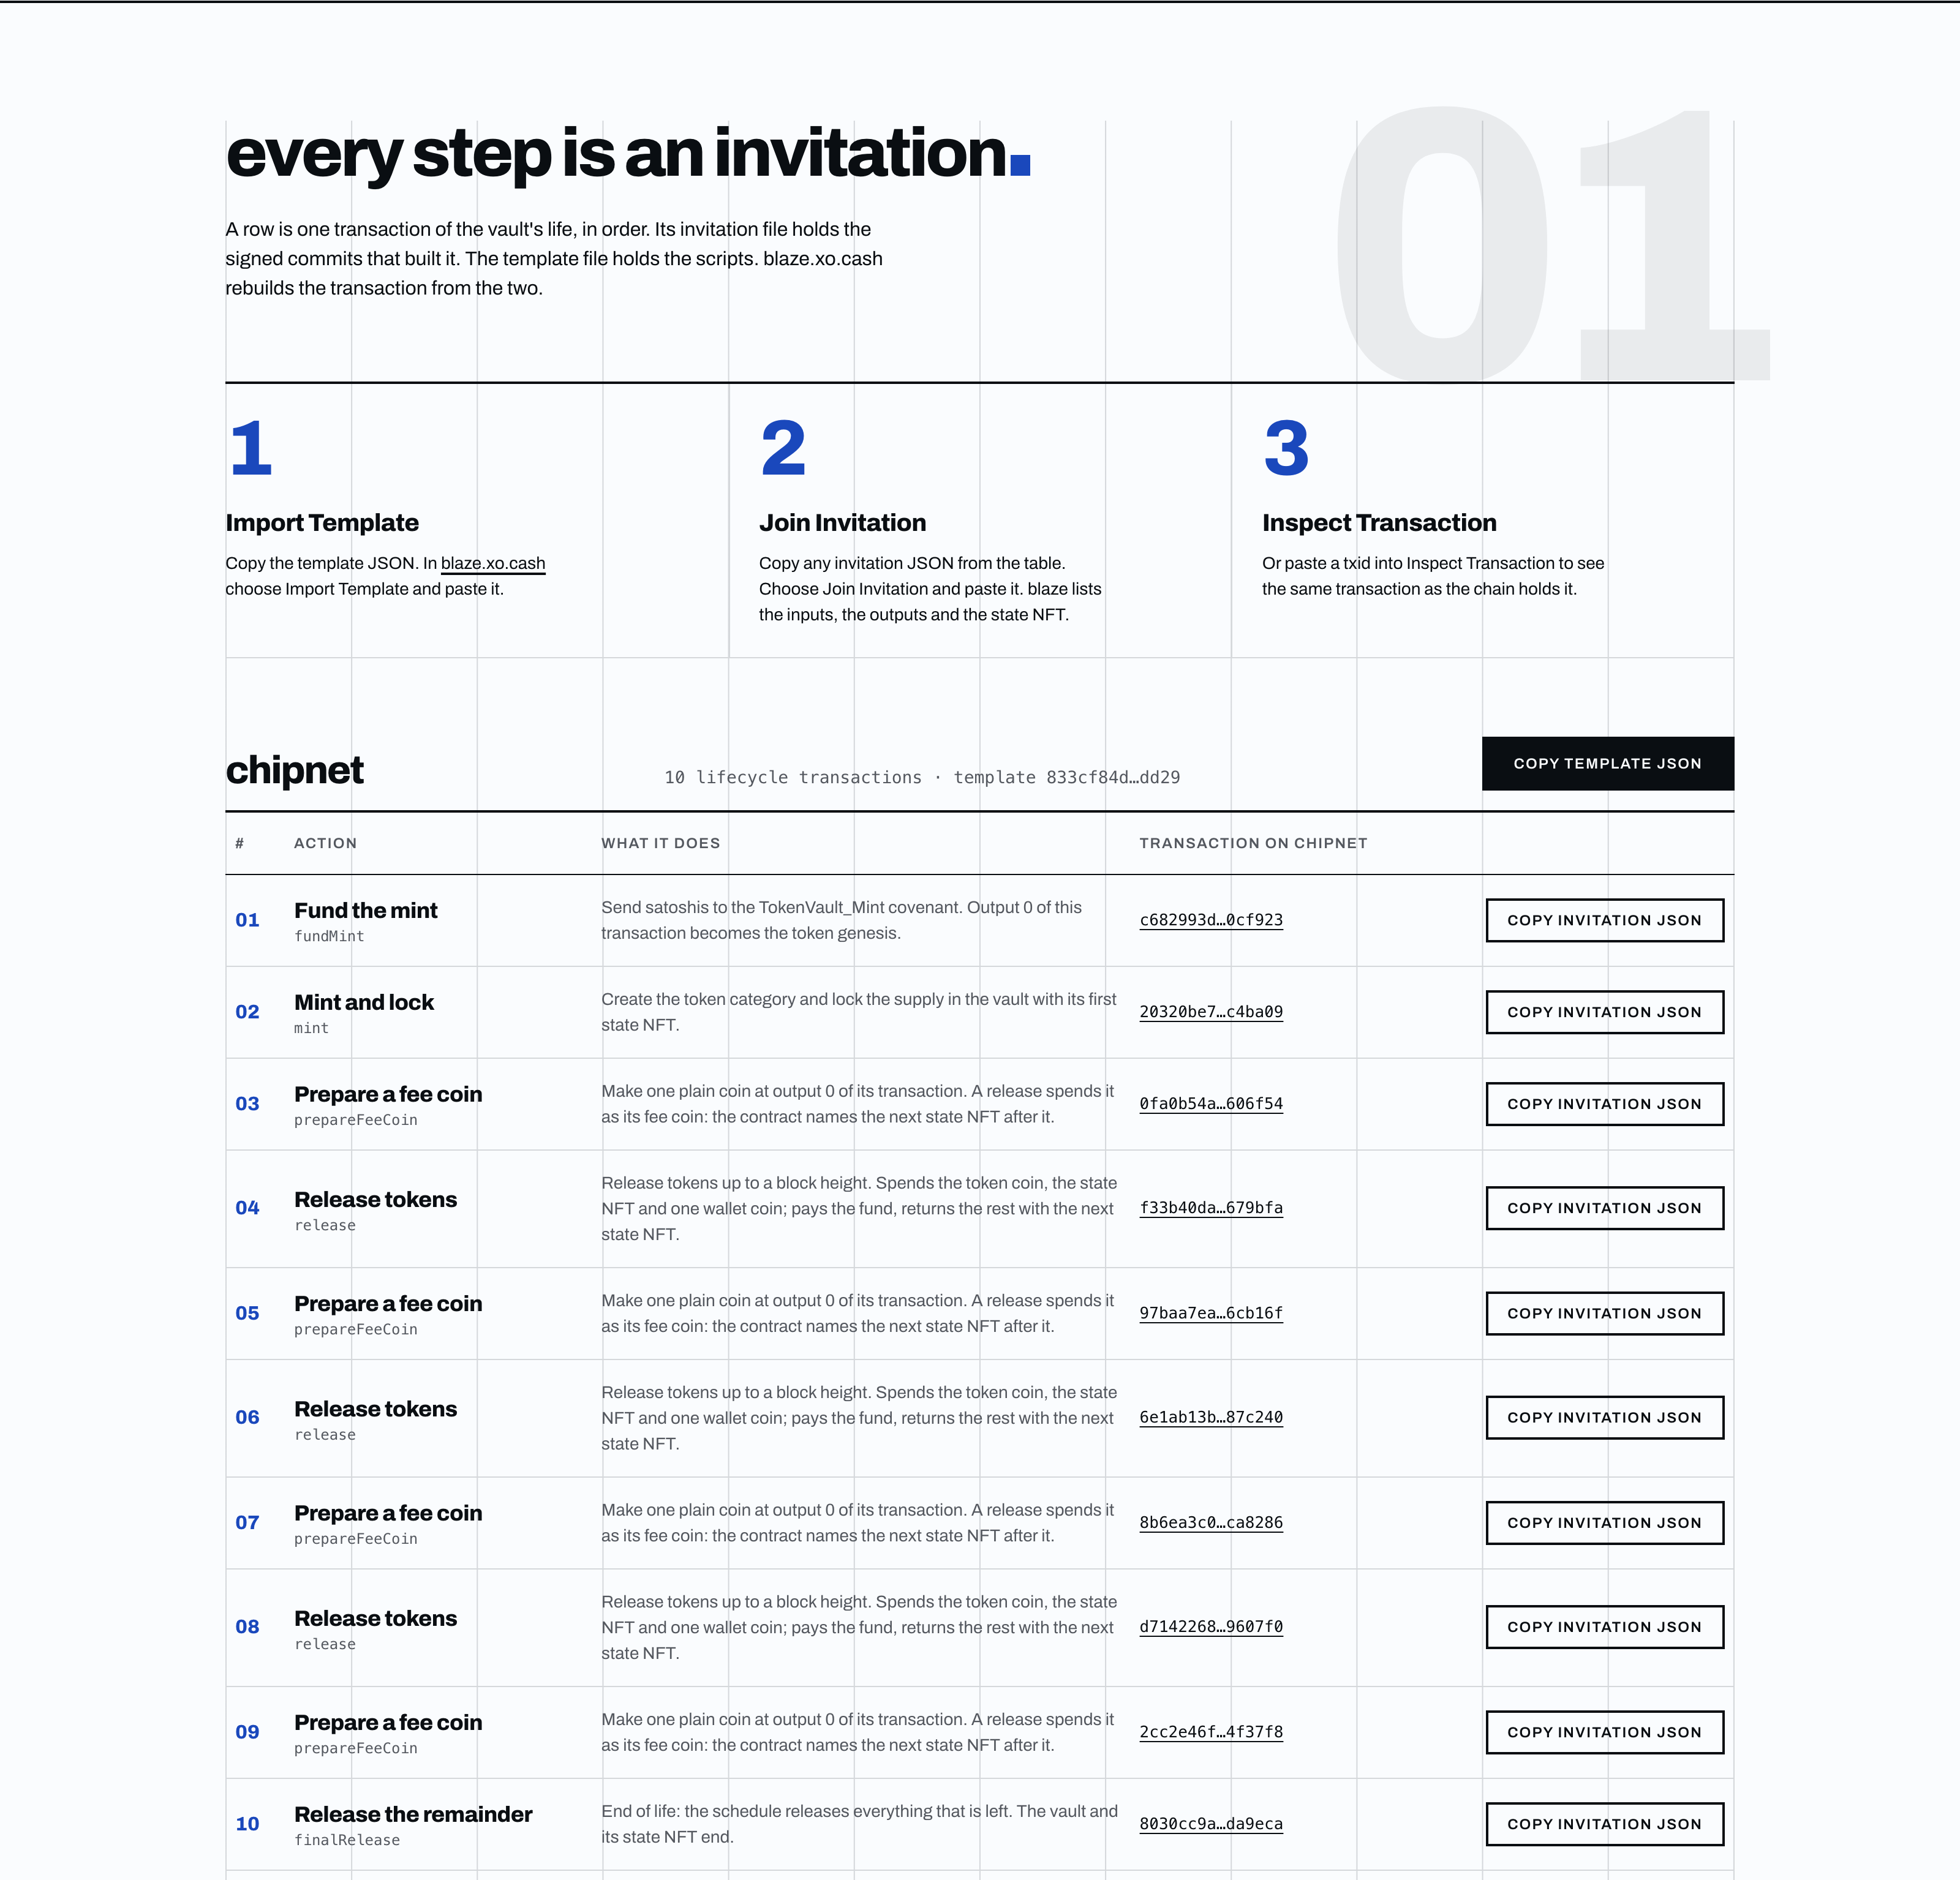 01
every step is an invitation.
A row is one transaction of the vault's life, in order. Its invitation file holds the
signed commits that built it. The template file holds the scripts. blaze.xo.cash
rebuilds the transaction from the two.
1
Import Template
Copy the template JSON. In blaze.xo.cash
choose Import Template and paste it.
2
Join Invitation
Copy any invitation JSON from the table.
Choose Join Invitation and paste it. blaze lists
the inputs, the outputs and the state NFT.
3
Inspect Transaction
Or paste a txid into Inspect Transaction to see
the same transaction as the chain holds it.
chipnet
10 lifecycle transactions · template 833cf84d…dd29
COPY TEMPLATE JSON
# ACTION WHAT IT DOES TRANSACTION ON CHIPNET
01
Fund the mint
fundMint
Send satoshis to the TokenVault_Mint covenant. Output 0 of this
transaction becomes the token genesis.
c682993d…0cf923
COPY INVITATION JSON
02
Mint and lock
mint
Create the token category and lock the supply in the vault with its first
state NFT.
20320be7…c4ba09
COPY INVITATION JSON
03
Prepare a fee coin
prepareFeeCoin
Make one plain coin at output 0 of its transaction. A release spends it
as its fee coin: the contract names the next state NFT after it.
0fa0b54a…606f54
COPY INVITATION JSON
04
Release tokens
release
Release tokens up to a block height. Spends the token coin, the state
NFT and one wallet coin; pays the fund, returns the rest with the next
state NFT.
f33b40da…679bfa
COPY INVITATION JSON
05
Prepare a fee coin
prepareFeeCoin
Make one plain coin at output 0 of its transaction. A release spends it
as its fee coin: the contract names the next state NFT after it.
97baa7ea…6cb16f
COPY INVITATION JSON
06
Release tokens
release
Release tokens up to a block height. Spends the token coin, the state
NFT and one wallet coin; pays the fund, returns the rest with the next
state NFT.
6e1ab13b…87c240
COPY INVITATION JSON
07
Prepare a fee coin
prepareFeeCoin
Make one plain coin at output 0 of its transaction. A release spends it
as its fee coin: the contract names the next state NFT after it.
8b6ea3c0…ca8286
COPY INVITATION JSON
08
Release tokens
release
Release tokens up to a block height. Spends the token coin, the state
NFT and one wallet coin; pays the fund, returns the rest with the next
state NFT.
d7142268…9607f0
COPY INVITATION JSON
09
Prepare a fee coin
prepareFeeCoin
Make one plain coin at output 0 of its transaction. A release spends it
as its fee coin: the contract names the next state NFT after it.
2cc2e46f…4f37f8
COPY INVITATION JSON
10
Release the remainder
finalRelease
End of life: the schedule releases everything that is left. The vault and
its state NFT end.
8030cc9a…da9eca
COPY INVITATION JSON